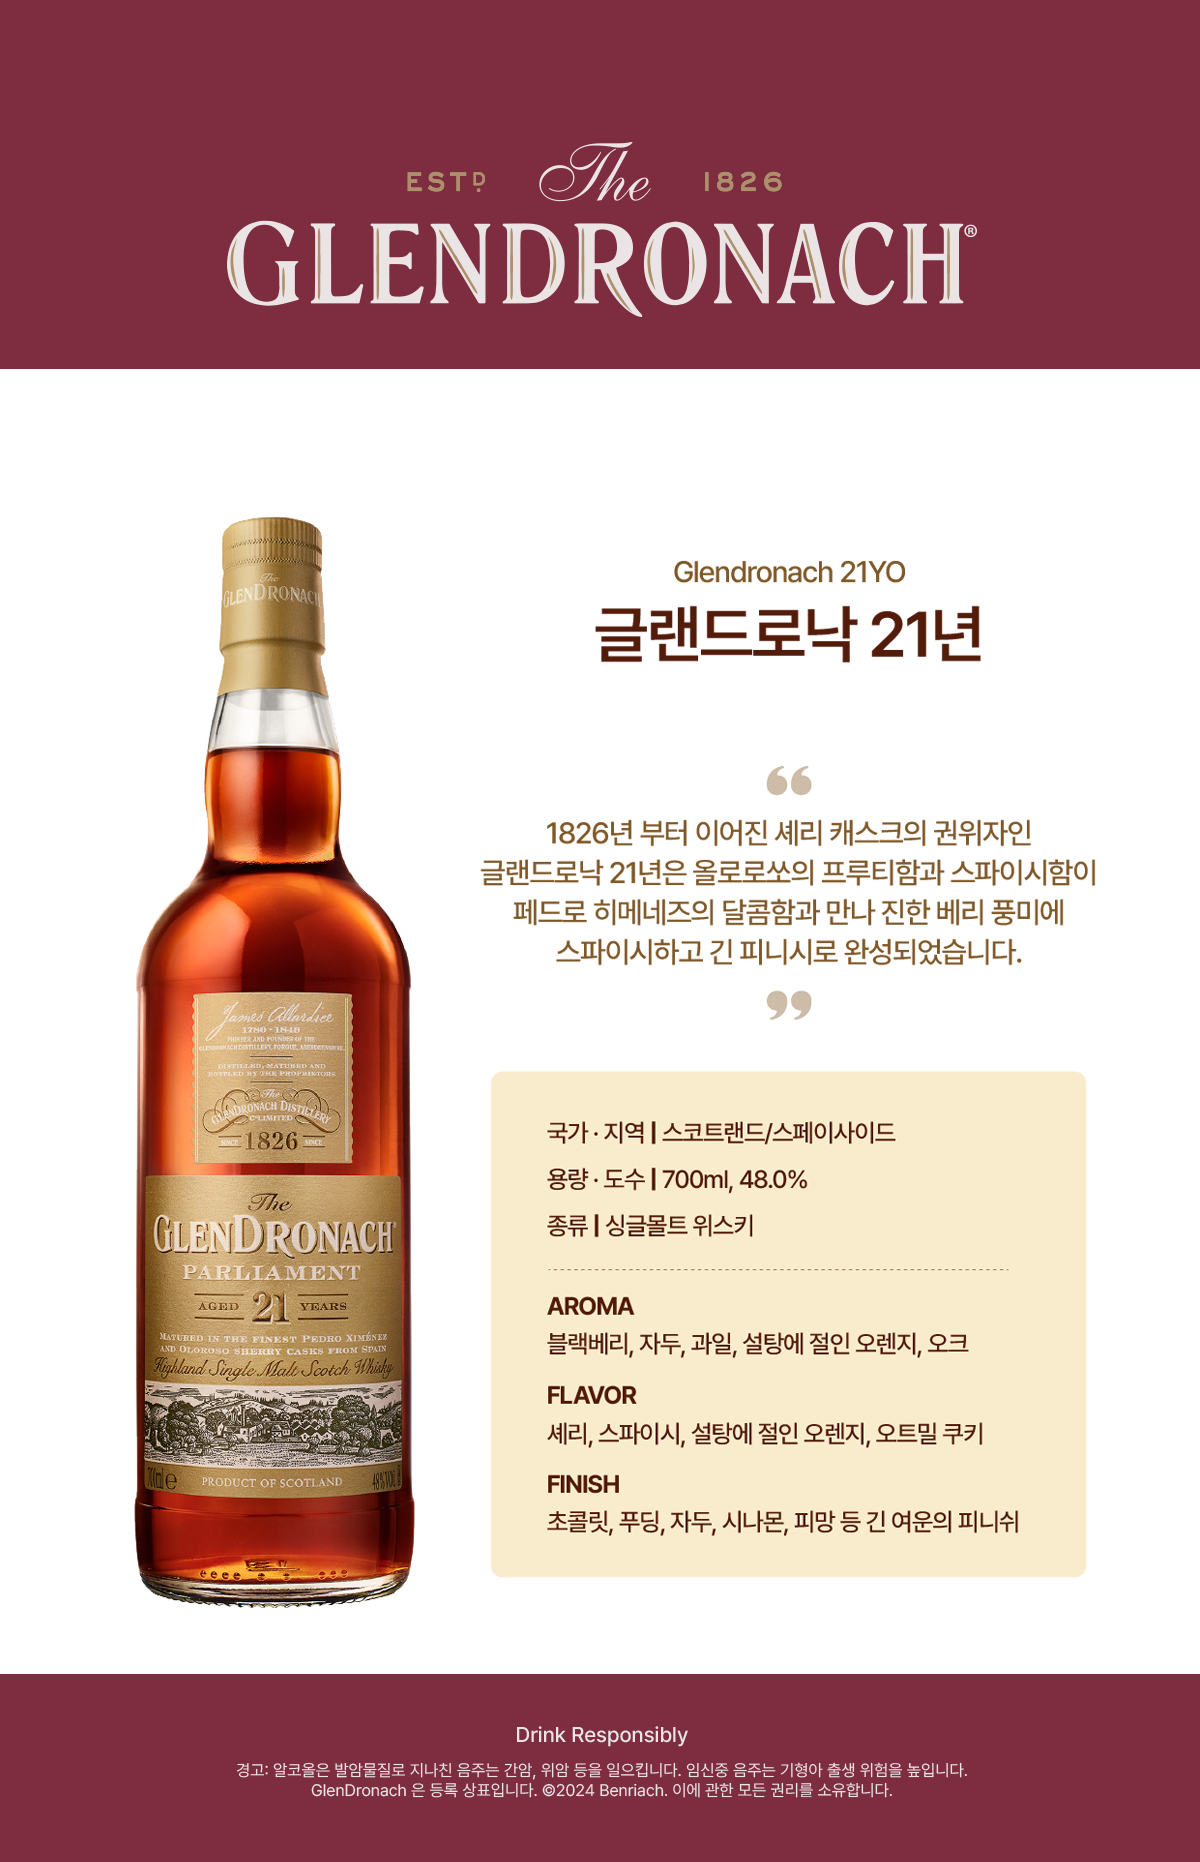 ESTD The 1826
GLENDRONACH®
Glendronach 21YO
글랜드로낙 21년
“
1826년 부터 이어진 셰리 캐스크의 권위자인
글랜드로낙 21년은 올로로쏘의 프루티함과 스파이시함이
페드로 히메네즈의 달콤함과 만나 진한 베리 풍미에
스파이시하고 긴 피니시로 완성되었습니다.
”
The
GLENDRONACH
James Allardice
1780 - 1849
PIONEER AND FOUNDER OF THE
GLENDRONACH DISTILLERY, FORGUE, ABERDEENSHIRE.
DISTILLED, MATURED AND
BOTTLED BY THE PROPRIETORS
The
GLENDRONACH DISTILLERY
Cº LIMITED
SINCE 1826 SINCE
The
GLENDRONACH
PARLIAMENT
AGED 21 YEARS
MATURED IN THE FINEST PEDRO XIMÉNEZ
AND OLOROSO SHERRY CASKS FROM SPAIN
Highland Single Malt Scotch Whisky
700ml e PRODUCT OF SCOTLAND 48% VOL
국가 · 지역 | 스코트랜드/스페이사이드
용량 · 도수 | 700ml, 48.0%
종류 | 싱글몰트 위스키
AROMA
블랙베리, 자두, 과일, 설탕에 절인 오렌지, 오크
FLAVOR
셰리, 스파이시, 설탕에 절인 오렌지, 오트밀 쿠키
FINISH
초콜릿, 푸딩, 자두, 시나몬, 피망 등 긴 여운의 피니쉬
Drink Responsibly
경고: 알코올은 발암물질로 지나친 음주는 간암, 위암 등을 일으킵니다. 임신중 음주는 기형아 출생 위험을 높입니다.
GlenDronach 은 등록 상표입니다. ©2024 Benriach. 이에 관한 모든 권리를 소유합니다.